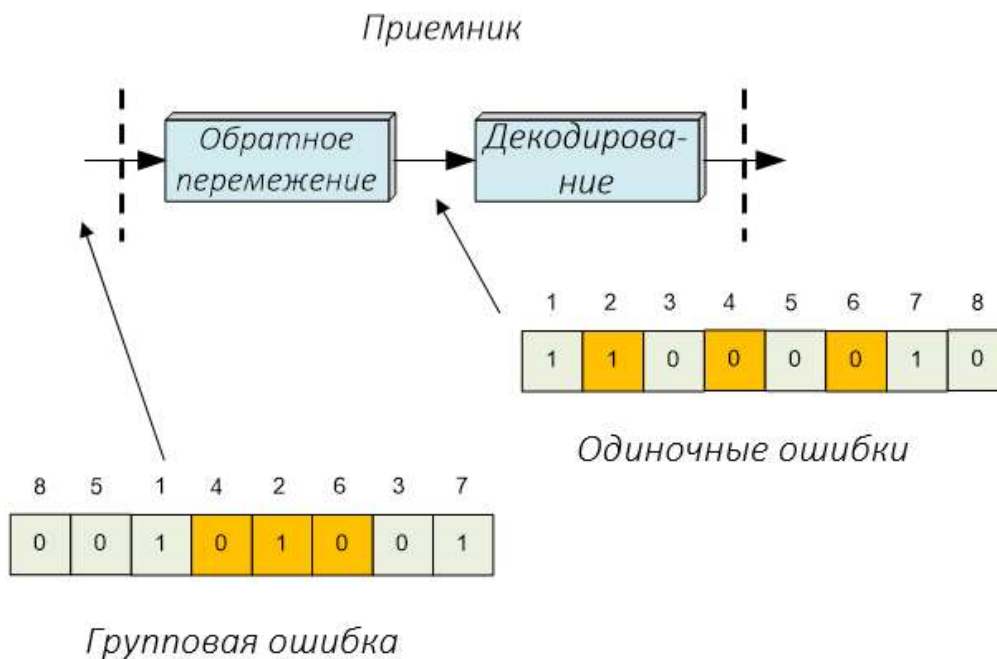 Приемник
Обратное
перемежение
Декодирова-
ние
1 2 3 4 5 6 7 8
1 1 0 0 0 0 1 0
Одиночные ошибки
8 5 1 4 2 6 3 7
0 0 1 0 1 0 0 1
Групповая ошибка